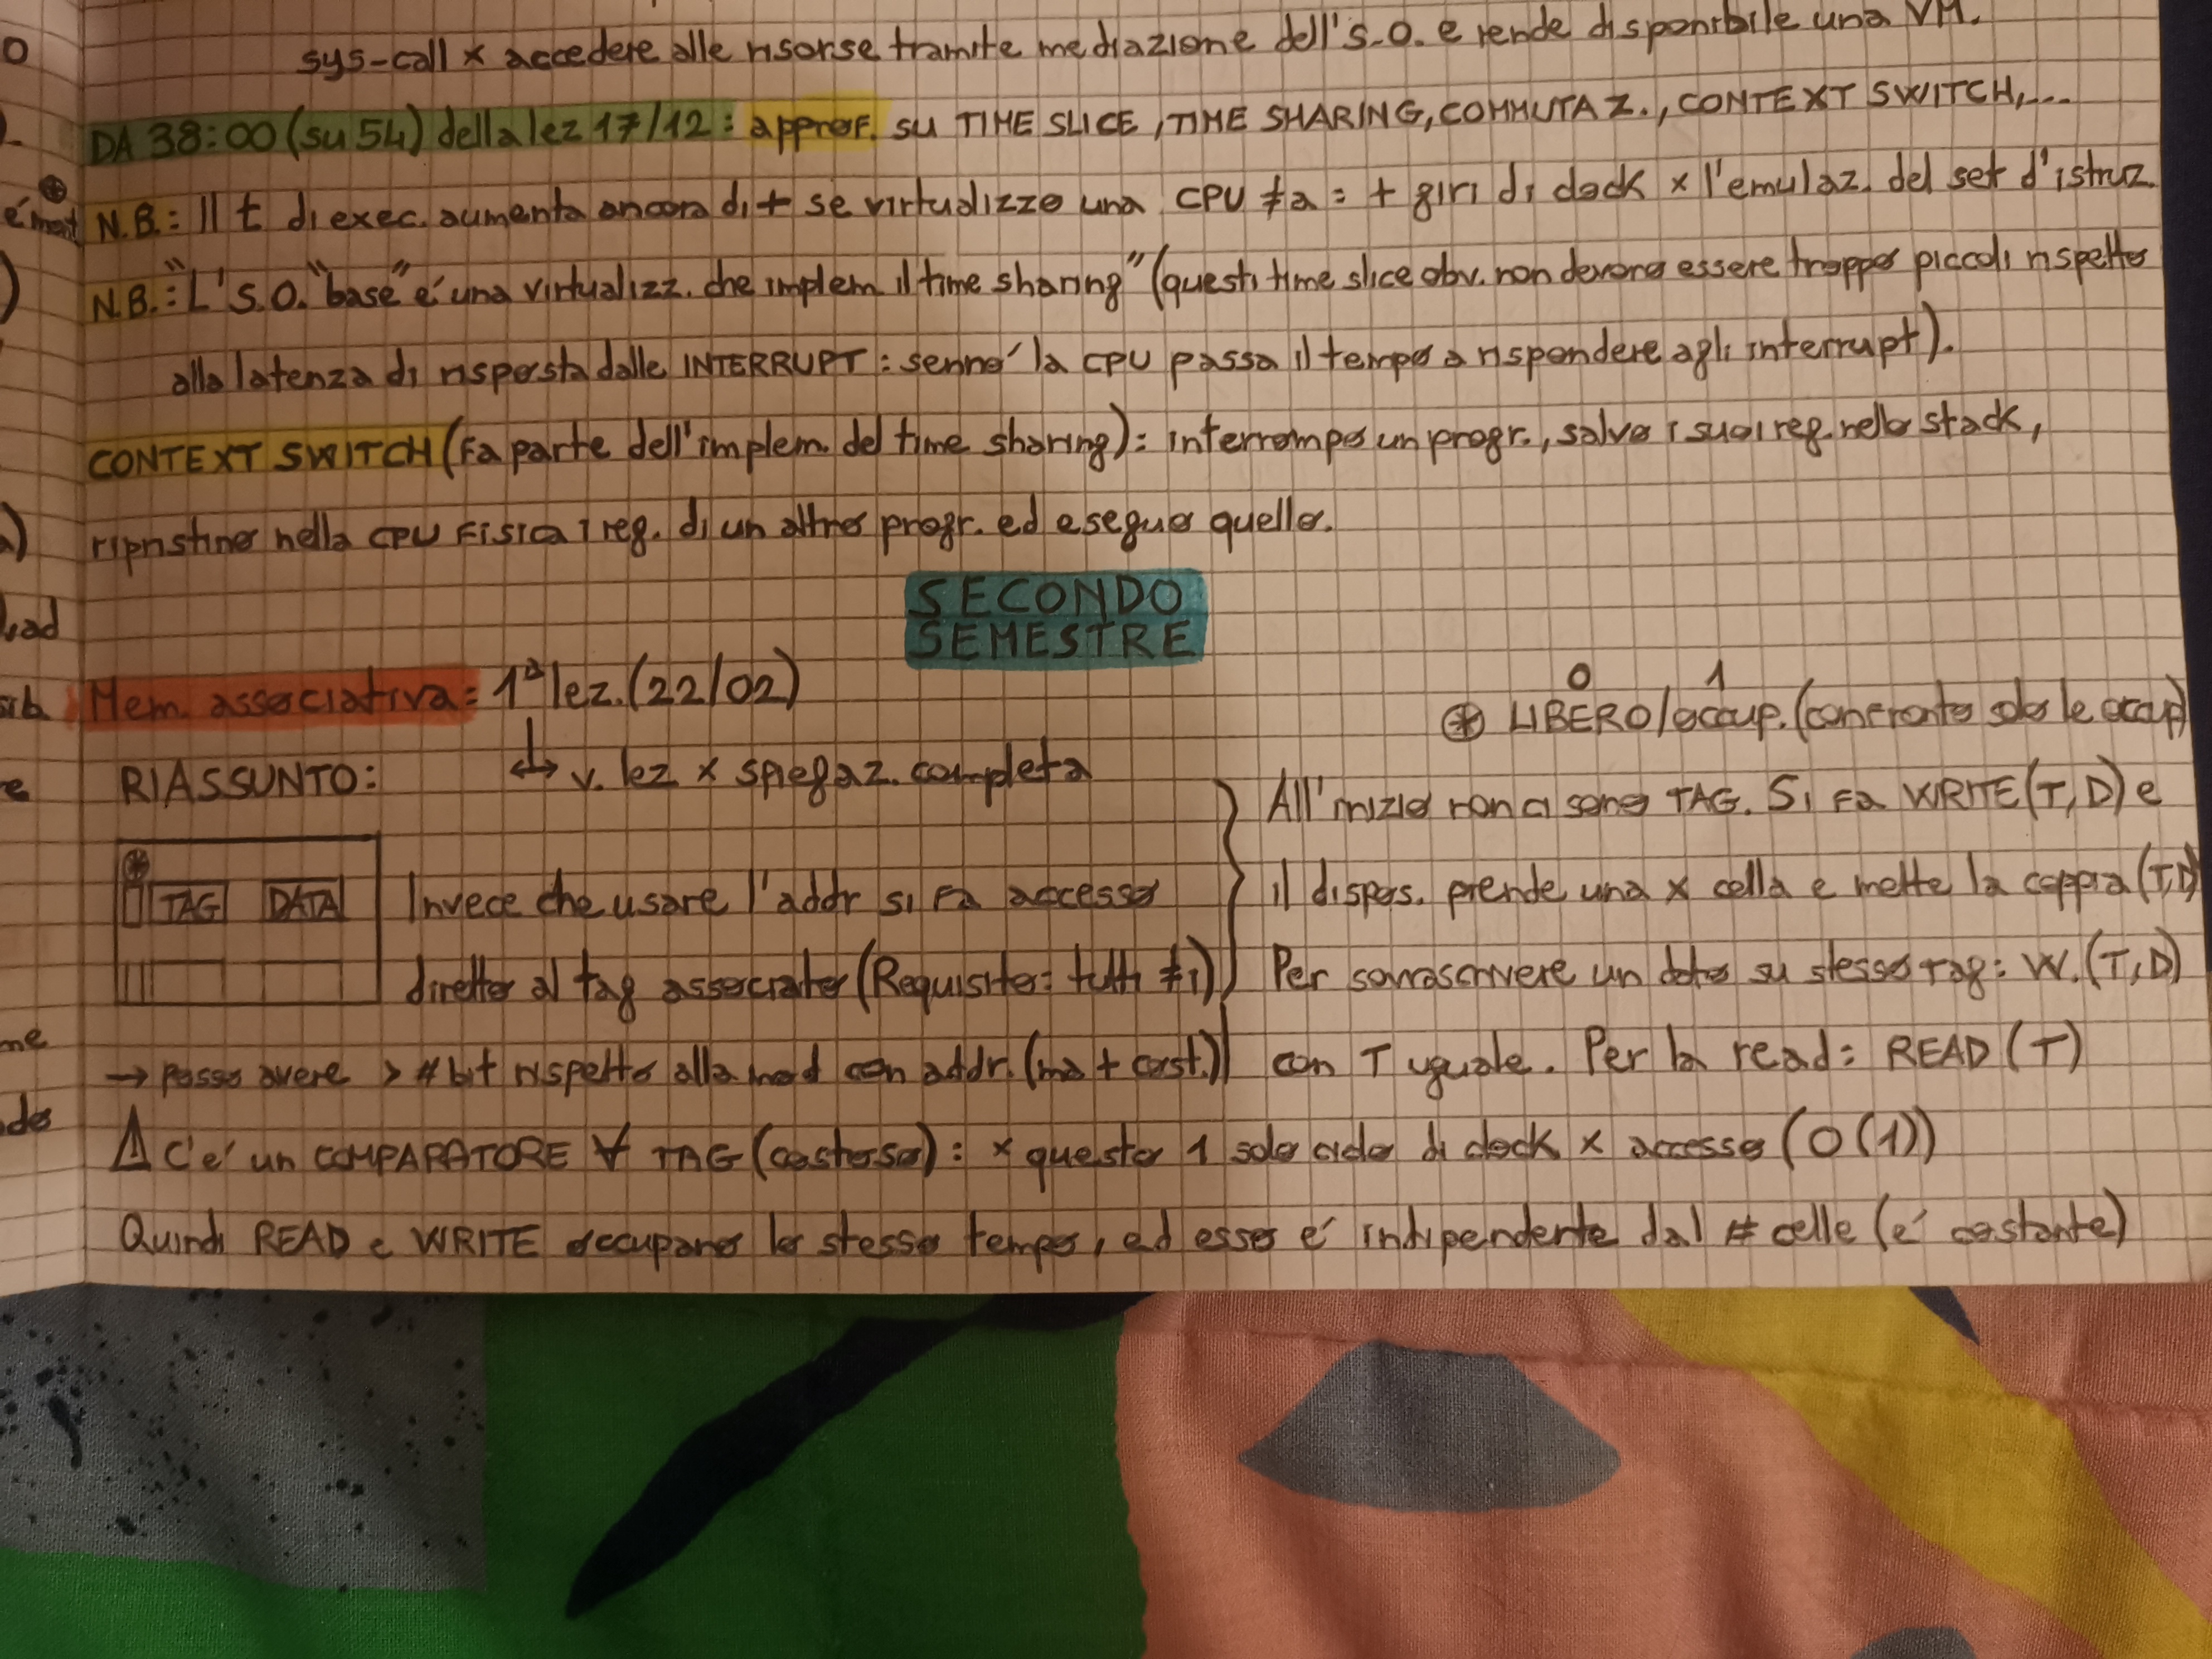 sys-call x accedere alle risorse tramite mediazione dell's.o. e rende disponibile una VM.
DA 38:00 (su 54) della lez 17/12: approf. su TIME SLICE, TIME SHARING, COMMUTAZ., CONTEXT SWITCH,...
N.B.: Il t di exec. aumenta ancora di + se virtualizzo una CPU ≠a: + giri di clock x l'emulaz. del set d'istruz.
N.B.: "L'S.O. "base" é una virtualizz. che implem. il time sharing" (questi time slice obv. non devono essere troppo piccoli rispetto
alla latenza di risposta dalle INTERRUPT: sennó la CPU passa il tempo a rispondere agli interrupt).
CONTEXT SWITCH (Fa parte dell'implem. del time sharing): interrompo un progr., salvo i suoi reg. nello stack,
ripristino nella CPU Fisica i reg. di un altro progr. ed eseguo quello.
SECONDO
SEMESTRE
Mem. associativa: 1ª lez. (22/02)
↳ v. lez x spiegaz. completa
0 1
⊛ LIBERO/occup. (confronto solo le occup)
RIASSUNTO:
⊛
TAG DATA
Invece che usare l'addr si Fa accesso
diretto al tag associato (Requisito: tutti ≠i)
→ posso avere > # bit rispetto alla mod con addr. (ma + cost.)
All'inizio non ci sono TAG. Si Fa WRITE(T,D) e
il dispos. prende una x cella e mette la coppia (T,D)
Per sovrascrivere un dato su stesso tag: W.(T,D)
con T uguale. Per la read: READ(T)
⚠ C'é un COMPARATORE ∀ TAG (costoso): x questo 1 solo ciclo di clock x accesso (O(1))
Quindi READ e WRITE occupano lo stesso tempo, ed esso é indipendente dal # celle (é costante)